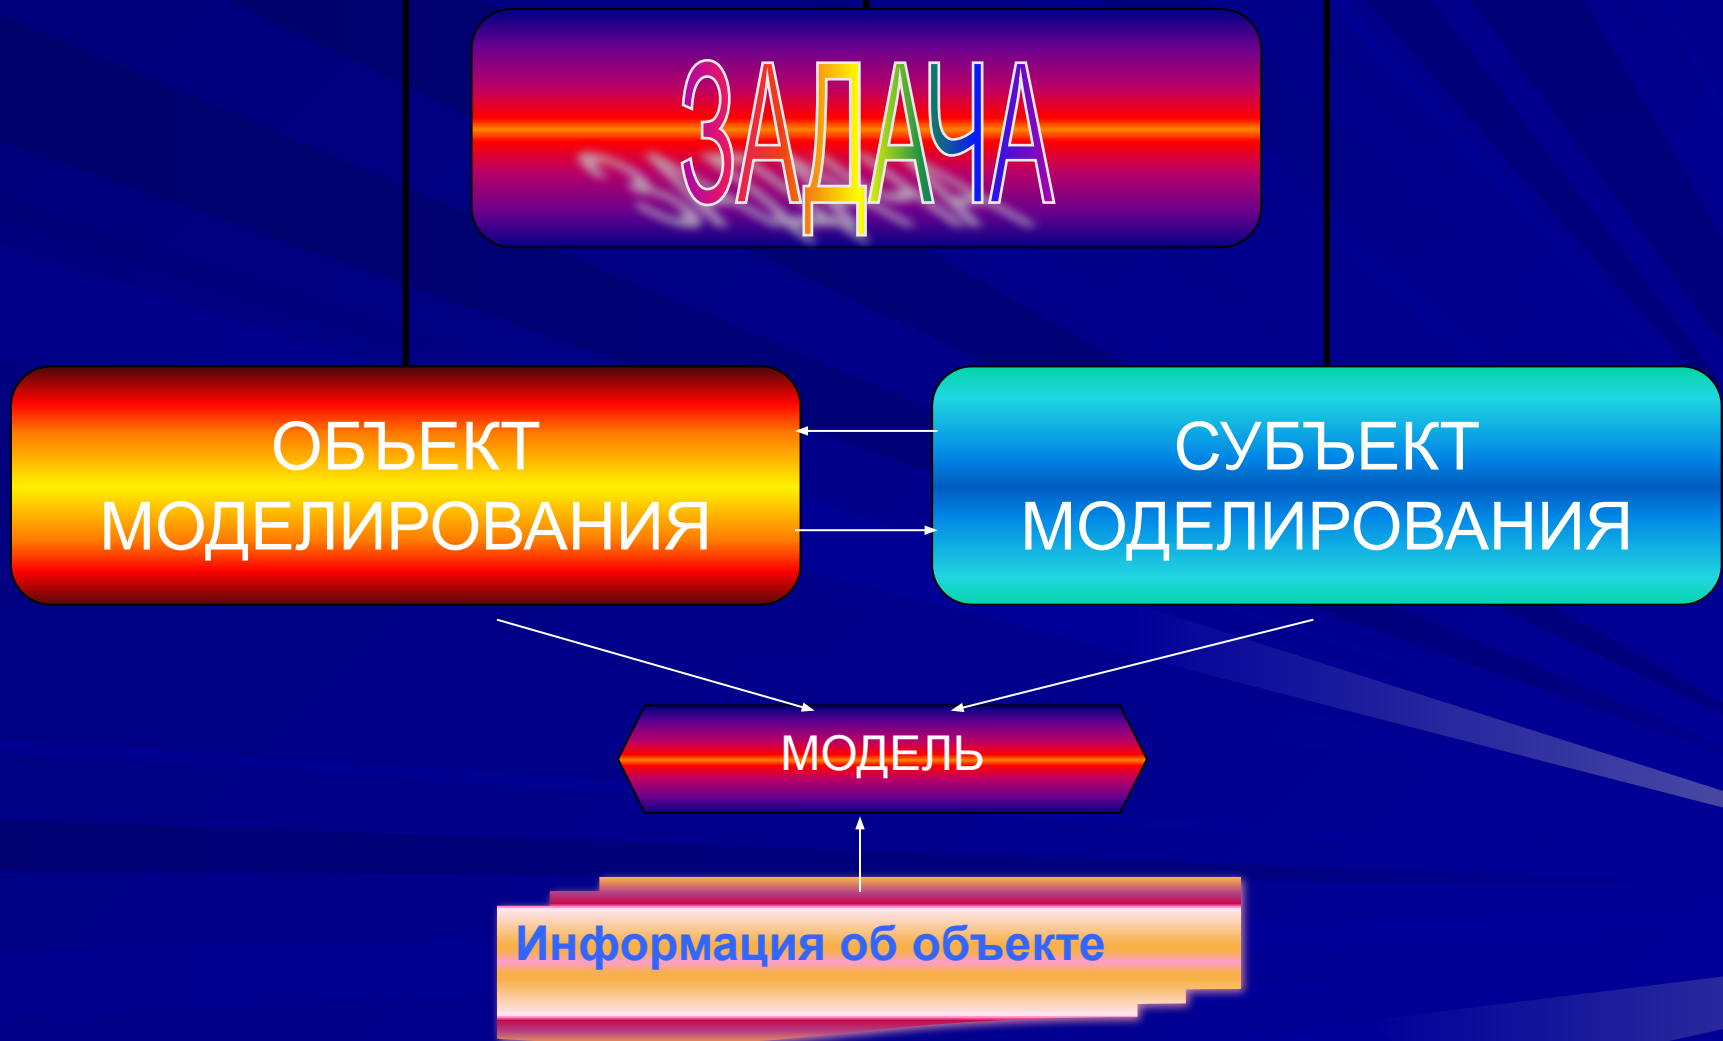 ЗАДАЧА
ОБЪЕКТ
МОДЕЛИРОВАНИЯ
СУБЪЕКТ
МОДЕЛИРОВАНИЯ
МОДЕЛЬ
Информация об объекте